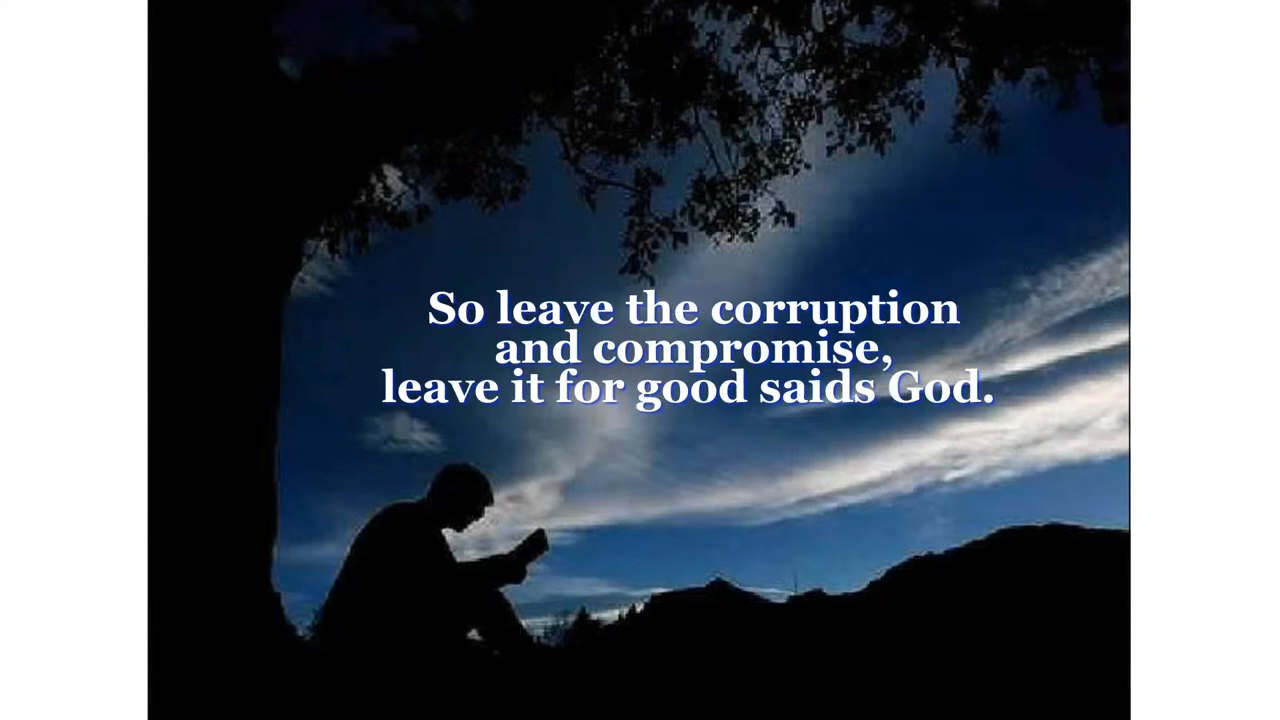 So leave the corruption
and compromise,
leave it for good saids God.